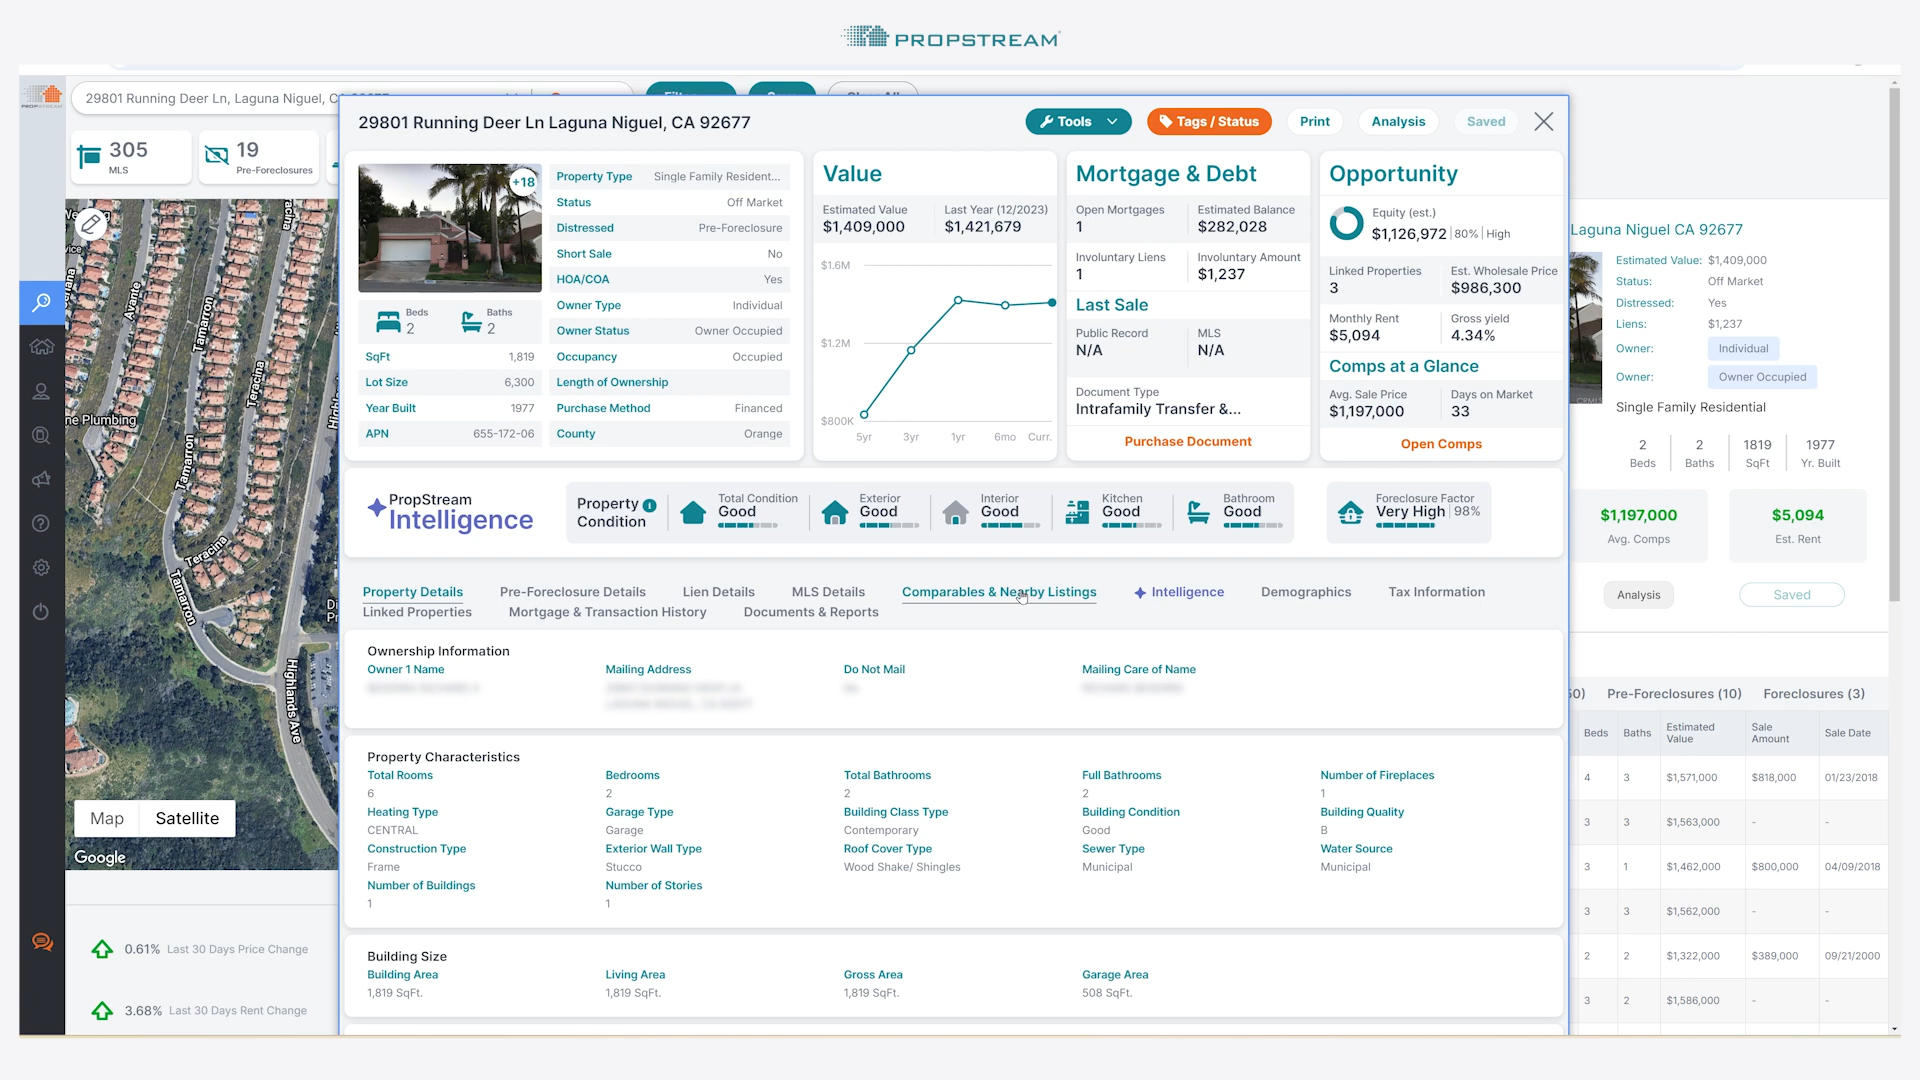 PROPSTREAM
29801 Running Deer Ln, Laguna Niguel, C
305
MLS
19
Pre-Foreclosures
29801 Running Deer Ln Laguna Niguel, CA 92677
Tools
Tags / Status
Print
Analysis
Saved
+18
Beds
2
Baths
2
SqFt 1,819
Lot Size 6,300
Year Built 1977
APN 655-172-06
Property Type Single Family Resident...
Status Off Market
Distressed Pre-Foreclosure
Short Sale No
HOA/COA Yes
Owner Type Individual
Owner Status Owner Occupied
Occupancy Occupied
Length of Ownership
Purchase Method Financed
County Orange
Value
Estimated Value
$1,409,000
Last Year (12/2023)
$1,421,679
$1.6M
$1.2M
$800K
5yr 3yr 1yr 6mo Curr.
Mortgage & Debt
Open Mortgages
1
Estimated Balance
$282,028
Involuntary Liens
1
Involuntary Amount
$1,237
Last Sale
Public Record
N/A
MLS
N/A
Document Type
Intrafamily Transfer &...
Purchase Document
Opportunity
Equity (est.)
$1,126,972 80% High
Linked Properties
3
Est. Wholesale Price
$986,300
Monthly Rent
$5,094
Gross yield
4.34%
Comps at a Glance
Avg. Sale Price
$1,197,000
Days on Market
33
Open Comps
PropStream
Intelligence
Property
Condition
Total Condition
Good
Exterior
Good
Interior
Good
Kitchen
Good
Bathroom
Good
Foreclosure Factor
Very High 98%
Property Details Pre-Foreclosure Details Lien Details MLS Details Comparables & Nearby Listings Intelligence Demographics Tax Information
Linked Properties Mortgage & Transaction History Documents & Reports
Ownership Information
Owner 1 Name Mailing Address Do Not Mail Mailing Care of Name
Property Characteristics
Total Rooms Bedrooms Total Bathrooms Full Bathrooms Number of Fireplaces
6 2 2 2 1
Heating Type Garage Type Building Class Type Building Condition Building Quality
CENTRAL Garage Contemporary Good B
Construction Type Exterior Wall Type Roof Cover Type Sewer Type Water Source
Frame Stucco Wood Shake/ Shingles Municipal Municipal
Number of Buildings Number of Stories
1 1
Building Size
Building Area Living Area Gross Area Garage Area
1,819 SqFt. 1,819 SqFt. 1,819 SqFt. 508 SqFt.
Avante
Tamarron
Teracina
Tamarron
Teracina
Tamarron
Highlands Ave
ne Plumbing
Map Satellite
Google
0.61% Last 30 Days Price Change
3.68% Last 30 Days Rent Change
Laguna Niguel CA 92677
Estimated Value: $1,409,000
Status: Off Market
Distressed: Yes
Liens: $1,237
Owner: Individual
Owner: Owner Occupied
Single Family Residential
2 2 1819 1977
Beds Baths SqFt Yr. Built
$1,197,000
Avg. Comps
$5,094
Est. Rent
Analysis
Saved
Pre-Foreclosures (10) Foreclosures (3)
Beds Baths Estimated Value Sale Amount Sale Date
4 3 $1,571,000 $818,000 01/23/2018
3 3 $1,563,000 - -
3 1 $1,462,000 $800,000 04/09/2018
3 3 $1,562,000 - -
2 2 $1,322,000 $389,000 09/21/2000
3 2 $1,586,000 - -